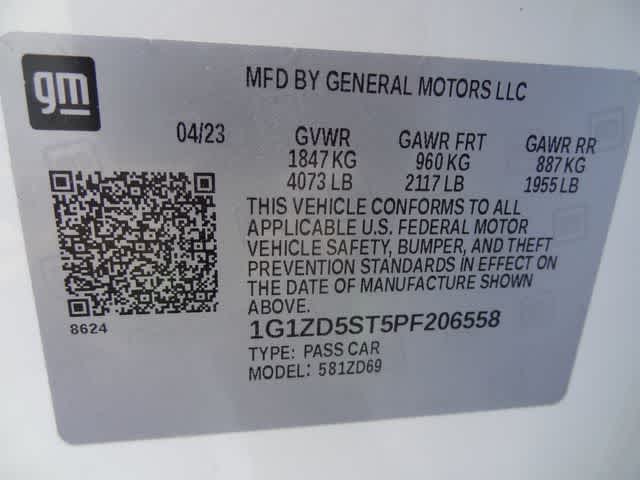 gm
MFD BY GENERAL MOTORS LLC
04/23 GVWR GAWR FRT GAWR RR
1847 KG 960 KG 887 KG
4073 LB 2117 LB 1955 LB
THIS VEHICLE CONFORMS TO ALL
APPLICABLE U.S. FEDERAL MOTOR
VEHICLE SAFETY, BUMPER, AND THEFT
PREVENTION STANDARDS IN EFFECT ON
THE DATE OF MANUFACTURE SHOWN
ABOVE.
8624
1G1ZD5ST5PF206558
TYPE: PASS CAR
MODEL: 581ZD69